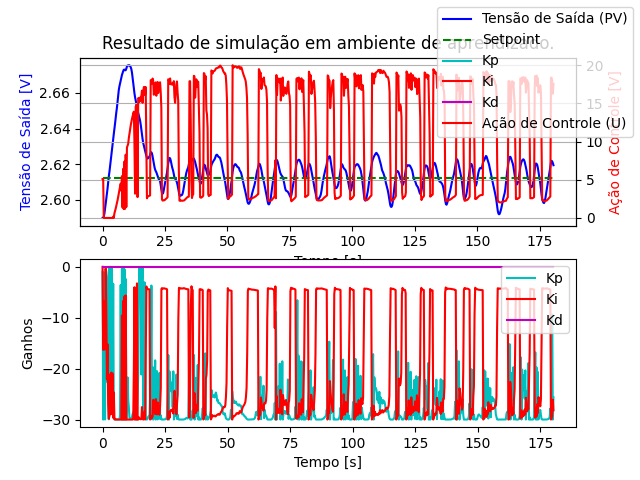 Resultado de simulação em ambiente de aprendizado.
Tensão de Saída (PV)
Setpoint
Kp
Ki
Kd
Ação de Controle (U)
Tensão de Saída [V]
2.66
2.64
2.62
2.60
20
15
10
5
0
Ação de Controle [V]
0 25 50 75 100 125 150 175
Tempo [s]
Kp
Ki
Kd
Ganhos
0
−10
−20
−30
0 25 50 75 100 125 150 175
Tempo [s]